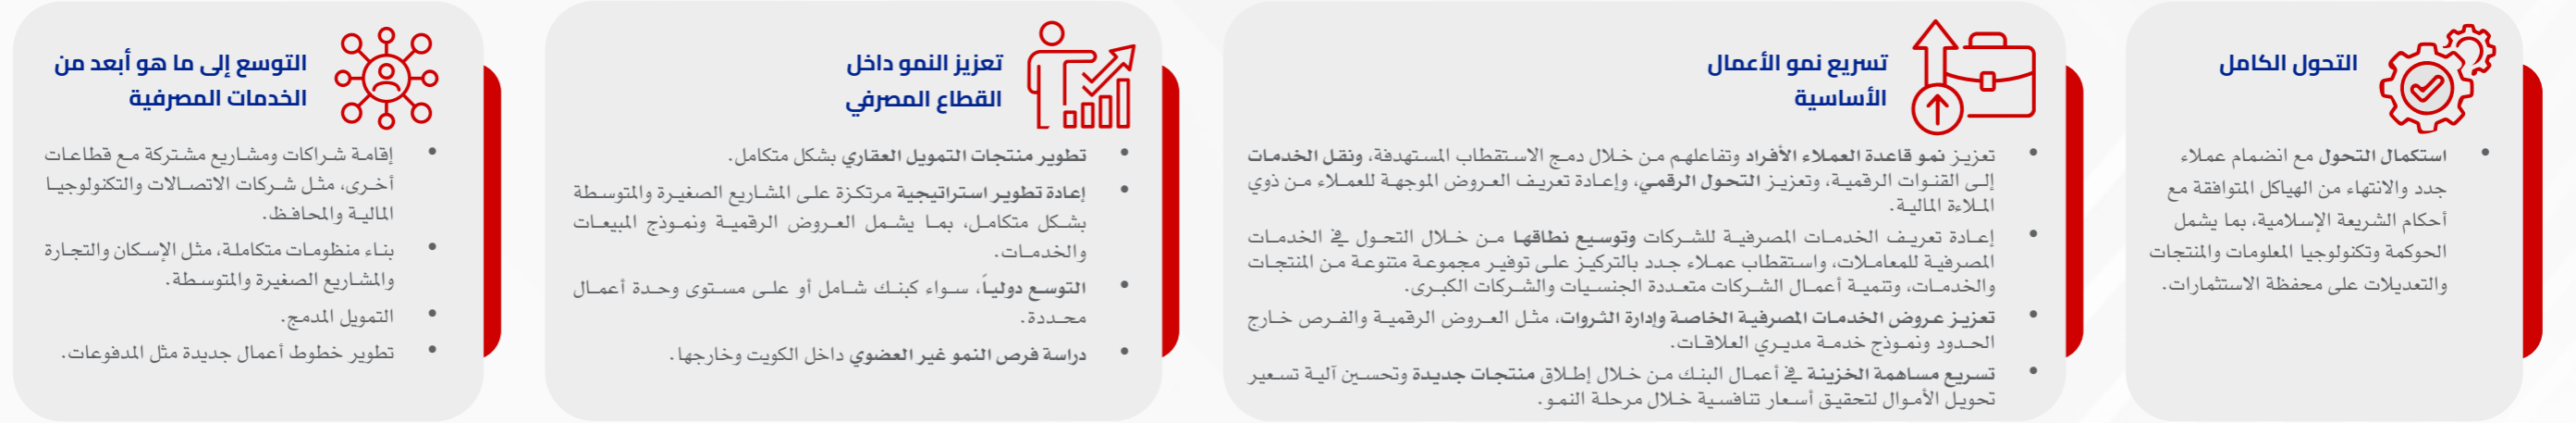 التحول الكامل
• استكمال التحول مع انضمام عملاء
جدد والانتهاء من الهياكل المتوافقة مع
أحكام الشريعة الإسلامية، بما يشمل
الحوكمة وتكنولوجيا المعلومات والمنتجات
والتعديلات على محفظة الاستثمارات.
تسريع نمو الأعمال
الأساسية
• تعزيز نمو قاعدة العملاء الأفراد وتفاعلهم من خلال دمج الاستقطاب المستهدفة، ونقل الخدمات
إلى القنوات الرقمية، وتعزيز التحول الرقمي، وإعادة تعريف العروض الموجهة للعملاء من ذوي
الملاءة المالية.
• إعادة تعريف الخدمات المصرفية للشركات وتوسيع نطاقها من خلال التحول في الخدمات
المصرفية للمعاملات، واستقطاب عملاء جدد بالتركيز على توفير مجموعة متنوعة من المنتجات
والخدمات، وتنمية أعمال الشركات متعددة الجنسيات والشركات الكبرى.
• تعزيز عروض الخدمات المصرفية الخاصة وإدارة الثروات، مثل العروض الرقمية والفرص خارج
الحدود ونموذج خدمة مديري العلاقات.
• تسريع مساهمة الخزينة في أعمال البنك من خلال إطلاق منتجات جديدة وتحسين آلية تسعير
تحويل الأموال لتحقيق أسعار تنافسية خلال مرحلة النمو.
تعزيز النمو داخل
القطاع المصرفي
• تطوير منتجات التمويل العقاري بشكل متكامل.
• إعادة تطوير استراتيجية مرتكزة على المشاريع الصغيرة والمتوسطة
بشكل متكامل، بما يشمل العروض الرقمية ونموذج المبيعات
والخدمات.
• التوسع دولياً، سواء كبنك شامل أو على مستوى وحدة أعمال
محددة.
• دراسة فرص النمو غير العضوي داخل الكويت وخارجها.
التوسع إلى ما هو أبعد من
الخدمات المصرفية
• إقامة شراكات ومشاريع مشتركة مع قطاعات
أخرى، مثل شركات الاتصالات والتكنولوجيا
المالية والمحافظ.
• بناء منظومات متكاملة، مثل الإسكان والتجارة
والمشاريع الصغيرة والمتوسطة.
• التمويل المدمج.
• تطوير خطوط أعمال جديدة مثل المدفوعات.